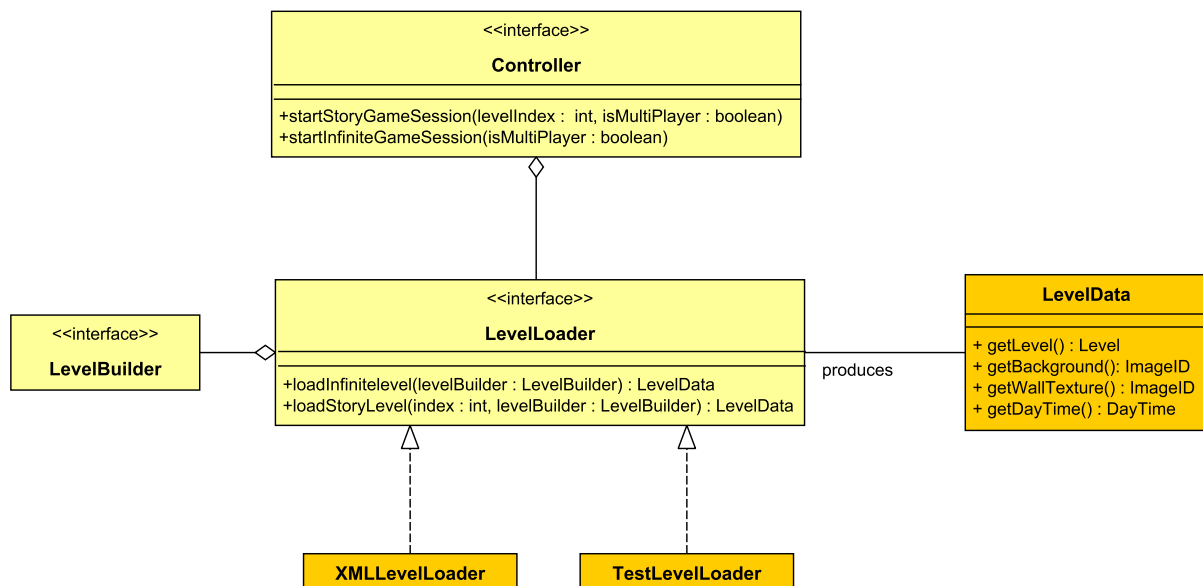 <<interface>>
Controller
+startStoryGameSession(levelIndex :  int, isMultiPlayer : boolean)
+startInfiniteGameSession(isMultiPlayer : boolean)
<<interface>>
LevelBuilder
<<interface>>
LevelLoader
+loadInfinitelevel(levelBuilder : LevelBuilder) : LevelData
+loadStoryLevel(index : int, levelBuilder : LevelBuilder) : LevelData
produces
LevelData
+ getLevel() : Level
+ getBackground(): ImageID
+ getWallTexture() : ImageID
+ getDayTime() : DayTime
XMLLevelLoader
TestLevelLoader